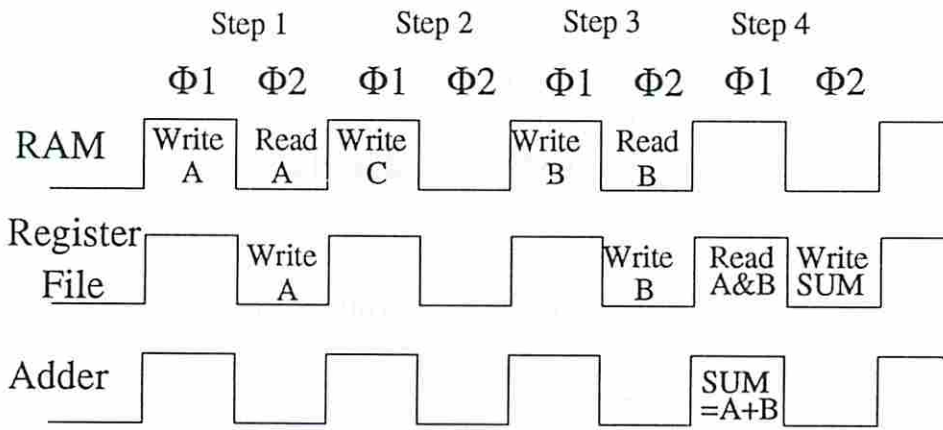 Step 1 Step 2 Step 3 Step 4
Φ1 Φ2 Φ1 Φ2 Φ1 Φ2 Φ1 Φ2
RAM Write Read Write Write Read
A A C B B
Register Write Write Read Write
File A B A&B SUM
Adder SUM
=A+B